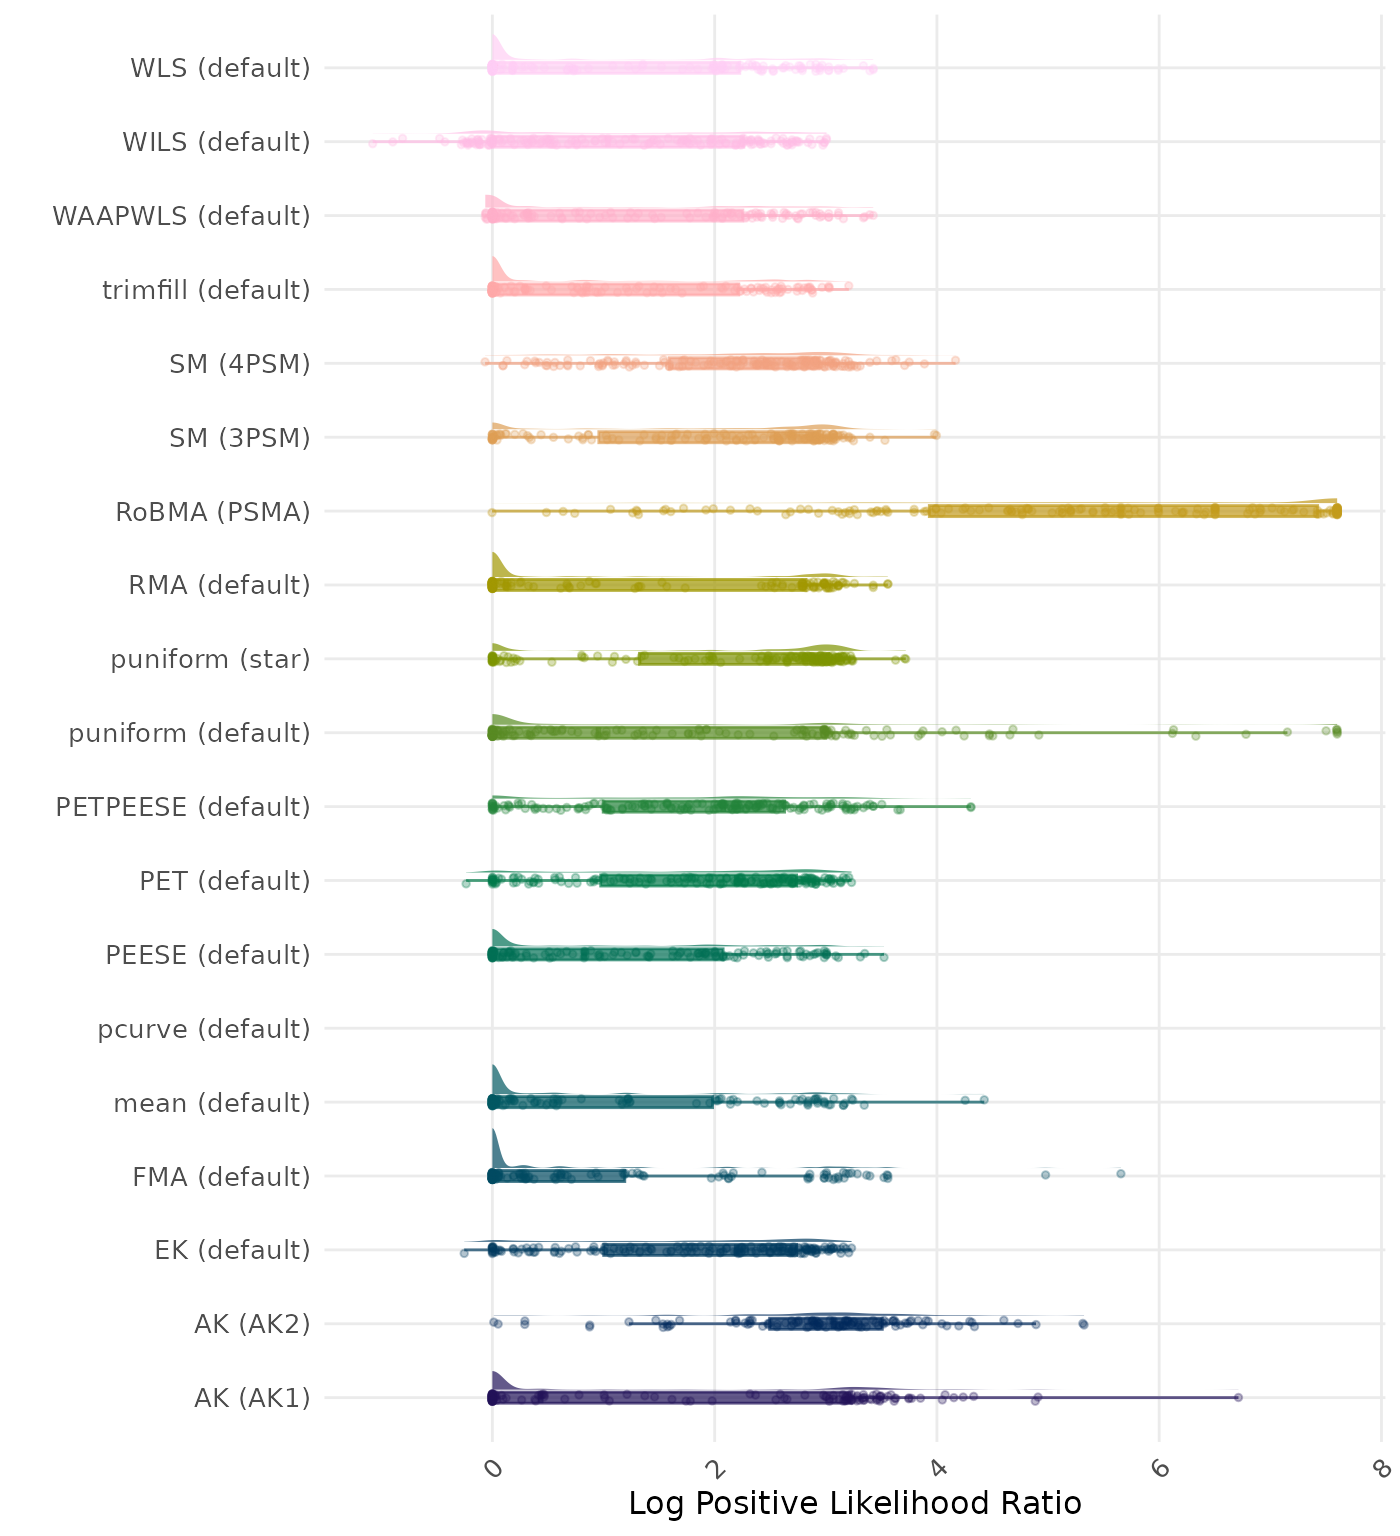 WLS (default)
WILS (default)
WAAPWLS (default)
trimfill (default)
SM (4PSM)
SM (3PSM)
RoBMA (PSMA)
RMA (default)
puniform (star)
puniform (default)
PETPEESE (default)
PET (default)
PEESE (default)
pcurve (default)
mean (default)
FMA (default)
EK (default)
AK (AK2)
AK (AK1)
0 2 4 6 8
Log Positive Likelihood Ratio